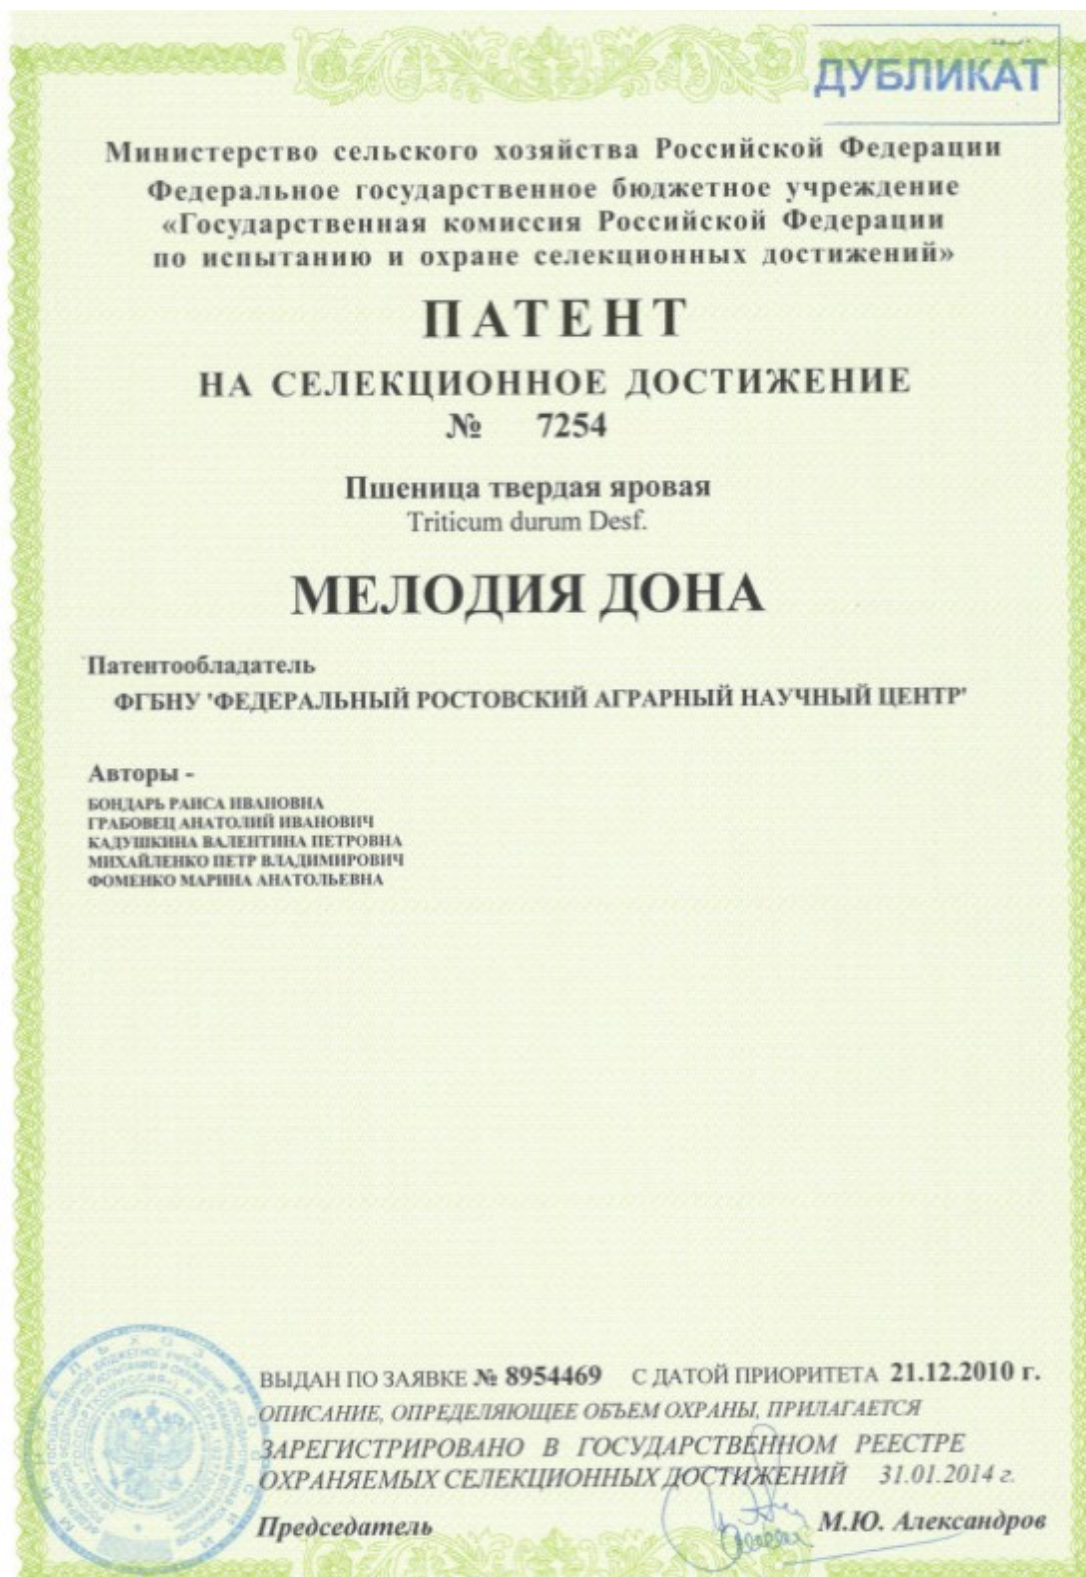 ДУБЛИКАТ
Министерство сельского хозяйства Российской Федерации
Федеральное государственное бюджетное учреждение
«Государственная комиссия Российской Федерации
по испытанию и охране селекционных достижений»
ПАТЕНТ
НА СЕЛЕКЦИОННОЕ ДОСТИЖЕНИЕ
№ 7254
Пшеница твердая яровая
Triticum durum Desf.
МЕЛОДИЯ ДОНА
Патентообладатель
ФГБНУ 'ФЕДЕРАЛЬНЫЙ РОСТОВСКИЙ АГРАРНЫЙ НАУЧНЫЙ ЦЕНТР'
Авторы -
БОНДАРЬ РАИСА ИВАНОВНА
ГРАБОВЕЦ АНАТОЛИЙ ИВАНОВИЧ
КАДУШКИНА ВАЛЕНТИНА ПЕТРОВНА
МИХАЙЛЕНКО ПЕТР ВЛАДИМИРОВИЧ
ФОМЕНКО МАРИНА АНАТОЛЬЕВНА
ВЫДАН ПО ЗАЯВКЕ № 8954469 С ДАТОЙ ПРИОРИТЕТА 21.12.2010 г.
ОПИСАНИЕ, ОПРЕДЕЛЯЮЩЕЕ ОБЪЕМ ОХРАНЫ, ПРИЛАГАЕТСЯ
ЗАРЕГИСТРИРОВАНО В ГОСУДАРСТВЕННОМ РЕЕСТРЕ
ОХРАНЯЕМЫХ СЕЛЕКЦИОННЫХ ДОСТИЖЕНИЙ 31.01.2014 г.
Председатель М.Ю. Александров